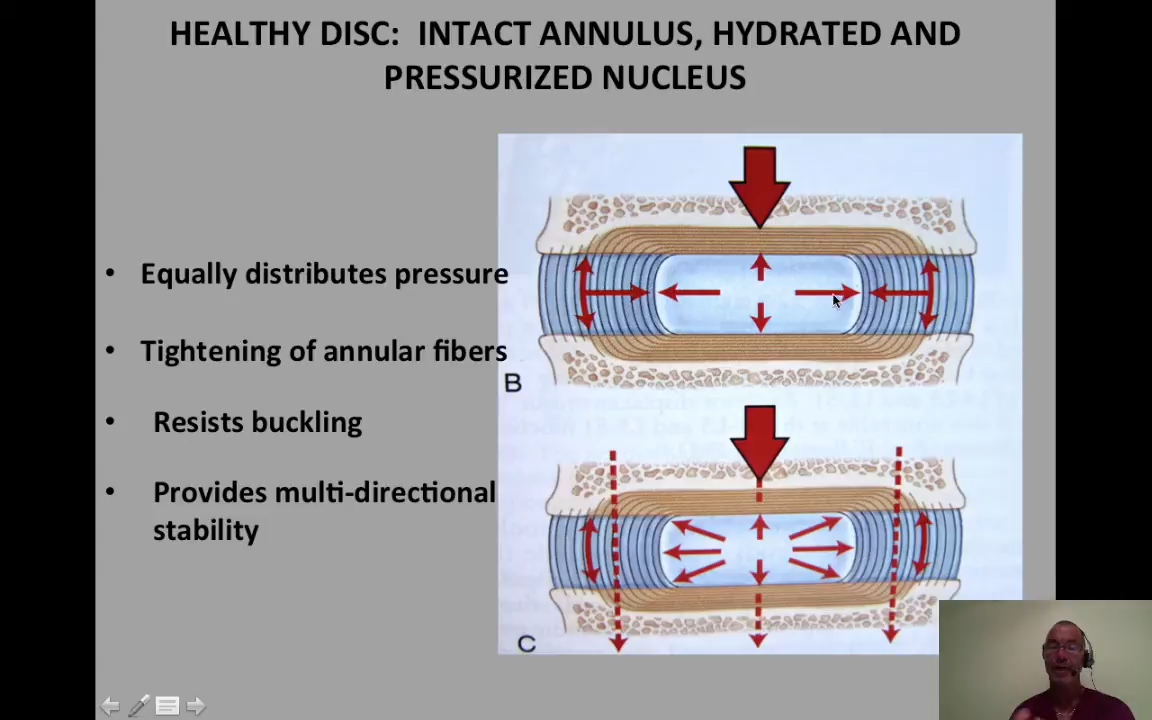 HEALTHY DISC: INTACT ANNULUS, HYDRATED AND
PRESSURIZED NUCLEUS
• Equally distributes pressure
• Tightening of annular fibers
• Resists buckling
• Provides multi-directional
stability
B
C